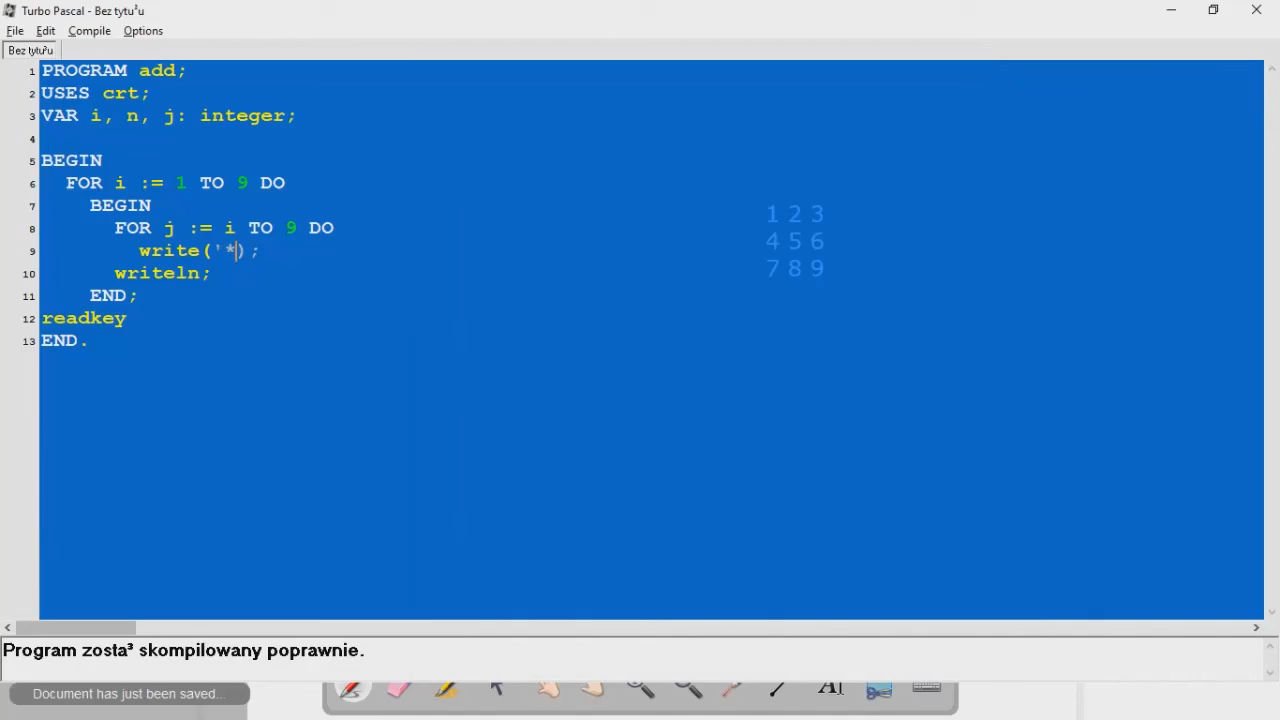 Turbo Pascal - Bez tytu³u
File Edit Compile Options
Bez tytu³u
1 PROGRAM add;
2 USES crt;
3 VAR i, n, j: integer;
4
5 BEGIN
6 FOR i := 1 TO 9 DO
7 BEGIN
8 FOR j := i TO 9 DO
9 write('*);
10 writeln;
11 END;
12 readkey
13 END.
1 2 3
4 5 6
7 8 9
Program zosta³ skompilowany poprawnie.
Document has just been saved...
A